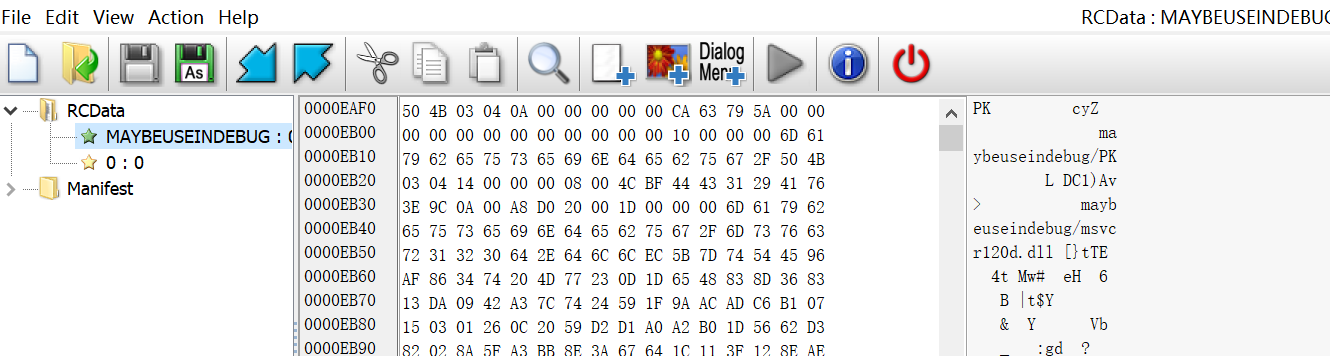 File Edit View Action Help RCData : MAYBEUSEINDEBUG
As Dialog Menu
RCData
MAYBEUSEINDEBUG :
0 : 0
Manifest
0000EAF0 50 4B 03 04 0A 00 00 00 00 00 CA 63 79 5A 00 00 PK cyZ
0000EB00 00 00 00 00 00 00 00 00 00 00 10 00 00 00 6D 61 ma
0000EB10 79 62 65 75 73 65 69 6E 64 65 62 75 67 2F 50 4B ybeuseindebug/PK
0000EB20 03 04 14 00 00 00 08 00 4C BF 44 43 31 29 41 76 L DC1)Av
0000EB30 3E 9C 0A 00 A8 D0 20 00 1D 00 00 00 6D 61 79 62 > mayb
0000EB40 65 75 73 65 69 6E 64 65 62 75 67 2F 6D 73 76 63 euseindebug/msvc
0000EB50 72 31 32 30 64 2E 64 6C 6C EC 5B 7D 74 54 45 96 r120d.dll [}tTE
0000EB60 AF 86 34 74 20 4D 77 23 0D 1D 65 48 83 8D 36 83 4t Mw# eH 6
0000EB70 13 DA 09 42 A3 7C 74 24 59 1F 9A AC AD C6 B1 07 B |t$Y
0000EB80 15 03 01 26 0C 20 59 D2 D1 A0 A2 B0 1D 56 62 D3 & Y Vb
0000EB90 82 02 8A 5F A3 BB 8E 3A 67 64 1C 11 3F 12 8E AE _ :gd ?